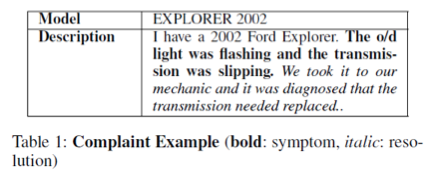 Model EXPLORER 2002
Description I have a 2002 Ford Explorer. The o/d
light was flashing and the transmis-
sion was slipping. We took it to our
mechanic and it was diagnosed that the
transmission needed replaced..
Table 1: Complaint Example (bold: symptom, italic: reso-
lution)